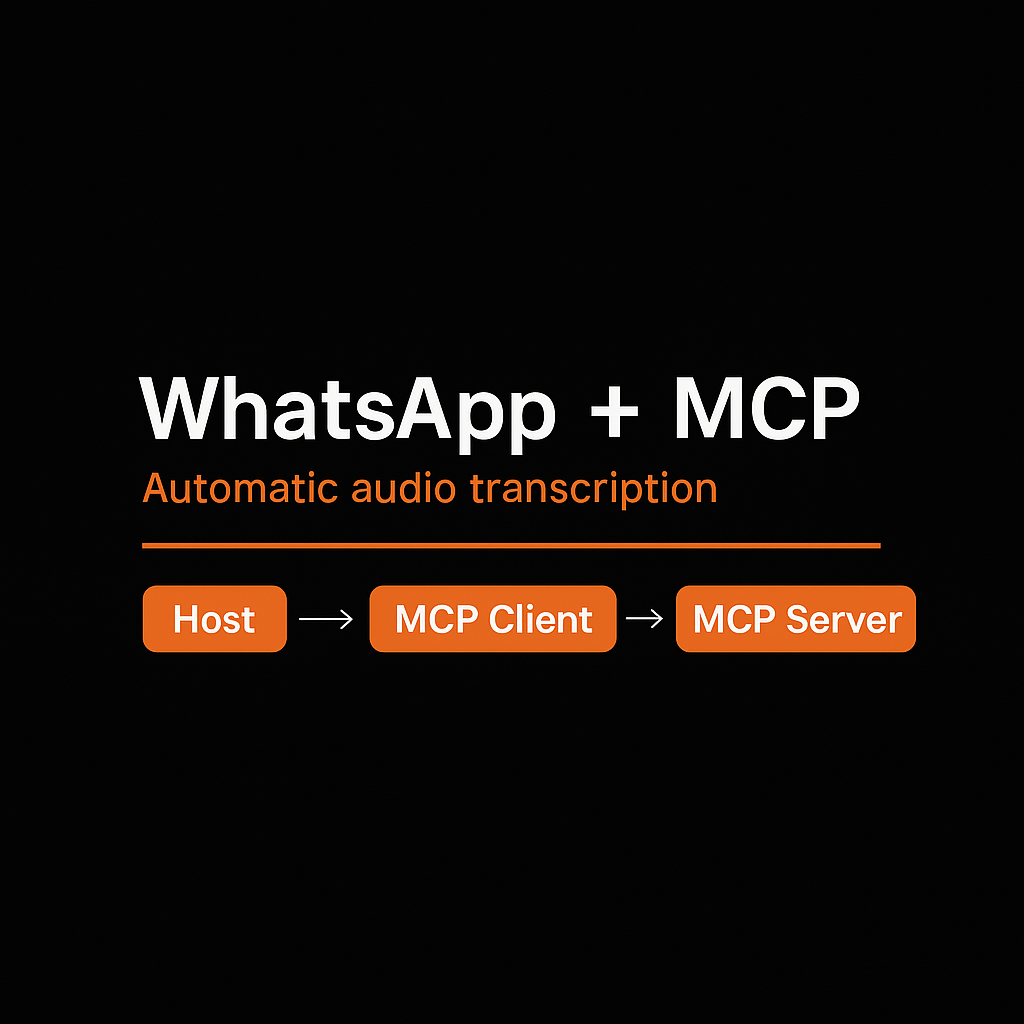 WhatsApp + MCP
Automatic audio transcription
Host → MCP Client → MCP Server